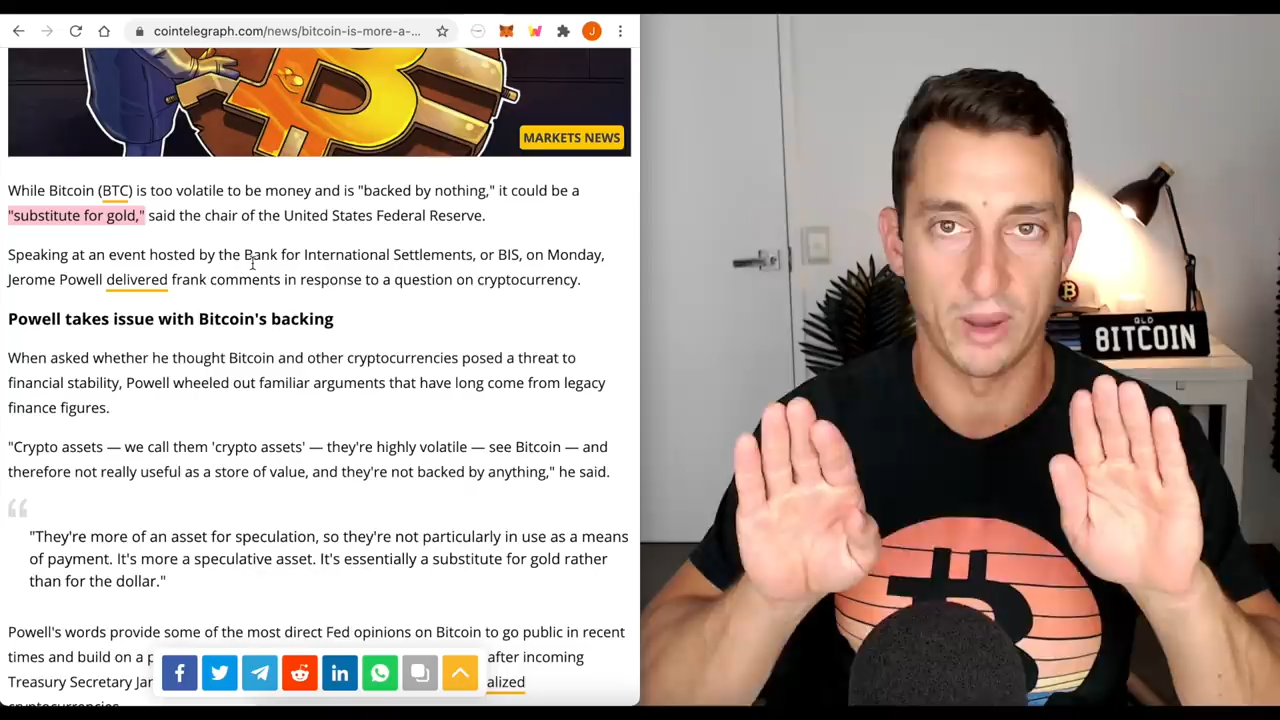 cointelegraph.com/news/bitcoin-is-more-a-...
J
MARKETS NEWS
While Bitcoin (BTC) is too volatile to be money and is "backed by nothing," it could be a
"substitute for gold," said the chair of the United States Federal Reserve.
Speaking at an event hosted by the Bank for International Settlements, or BIS, on Monday,
Jerome Powell delivered frank comments in response to a question on cryptocurrency.
Powell takes issue with Bitcoin's backing
When asked whether he thought Bitcoin and other cryptocurrencies posed a threat to
financial stability, Powell wheeled out familiar arguments that have long come from legacy
finance figures.
"Crypto assets — we call them 'crypto assets' — they're highly volatile — see Bitcoin — and
therefore not really useful as a store of value, and they're not backed by anything," he said.
"They're more of an asset for speculation, so they're not particularly in use as a means
of payment. It's more a speculative asset. It's essentially a substitute for gold rather
than for the dollar."
Powell's words provide some of the most direct Fed opinions on Bitcoin to go public in recent
times and build on a p after incoming
Treasury Secretary Jan alized
QLD
8ITCOIN